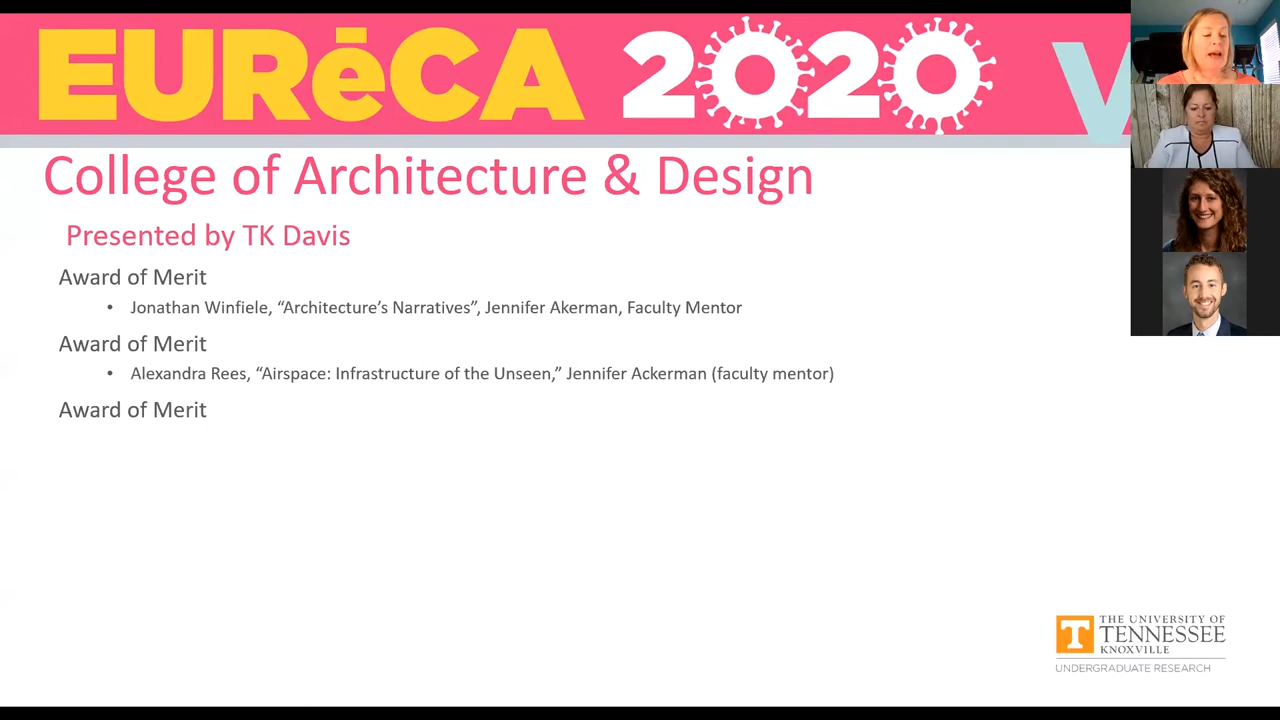 EURēCA 2020 V
College of Architecture & Design
Presented by TK Davis
Award of Merit
• Jonathan Winfiele, “Architecture’s Narratives”, Jennifer Akerman, Faculty Mentor
Award of Merit
• Alexandra Rees, “Airspace: Infrastructure of the Unseen,” Jennifer Ackerman (faculty mentor)
Award of Merit
T
THE UNIVERSITY OF
TENNESSEE
KNOXVILLE
UNDERGRADUATE RESEARCH